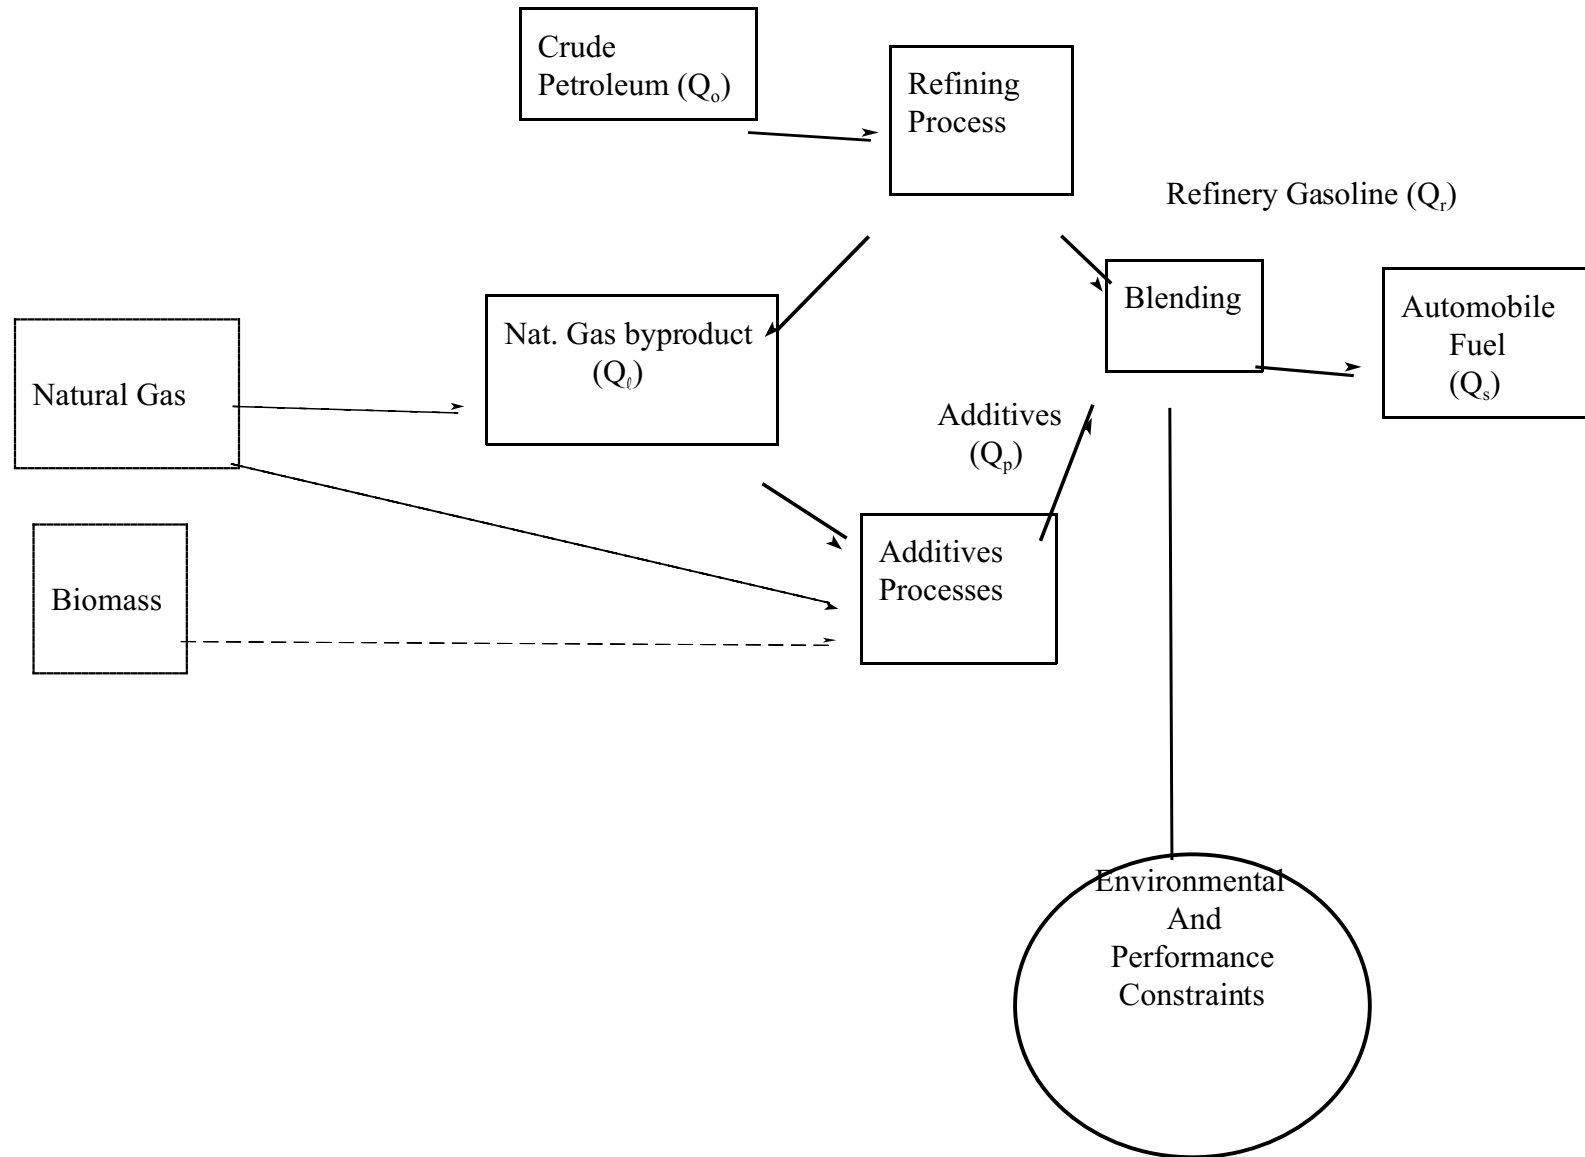 Crude
Petroleum (Qₒ)
Refining
Process
Refinery Gasoline (Qᵣ)
Blending
Automobile
Fuel
(Qₛ)
Nat. Gas byproduct
(Qℓ)
Natural Gas
Additives
(Qₚ)
Additives
Processes
Biomass
Environmental
And
Performance
Constraints